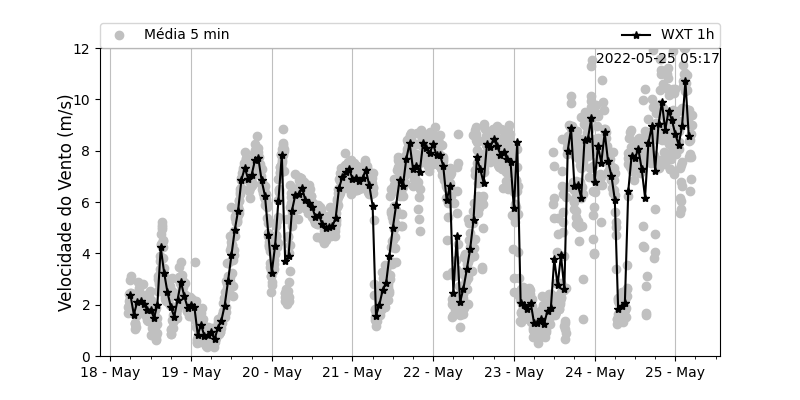 Média 5 min
WXT 1h
2022-05-25 05:17
Velocidade do Vento (m/s)
12
10
8
6
4
2
0
18 - May
19 - May
20 - May
21 - May
22 - May
23 - May
24 - May
25 - May